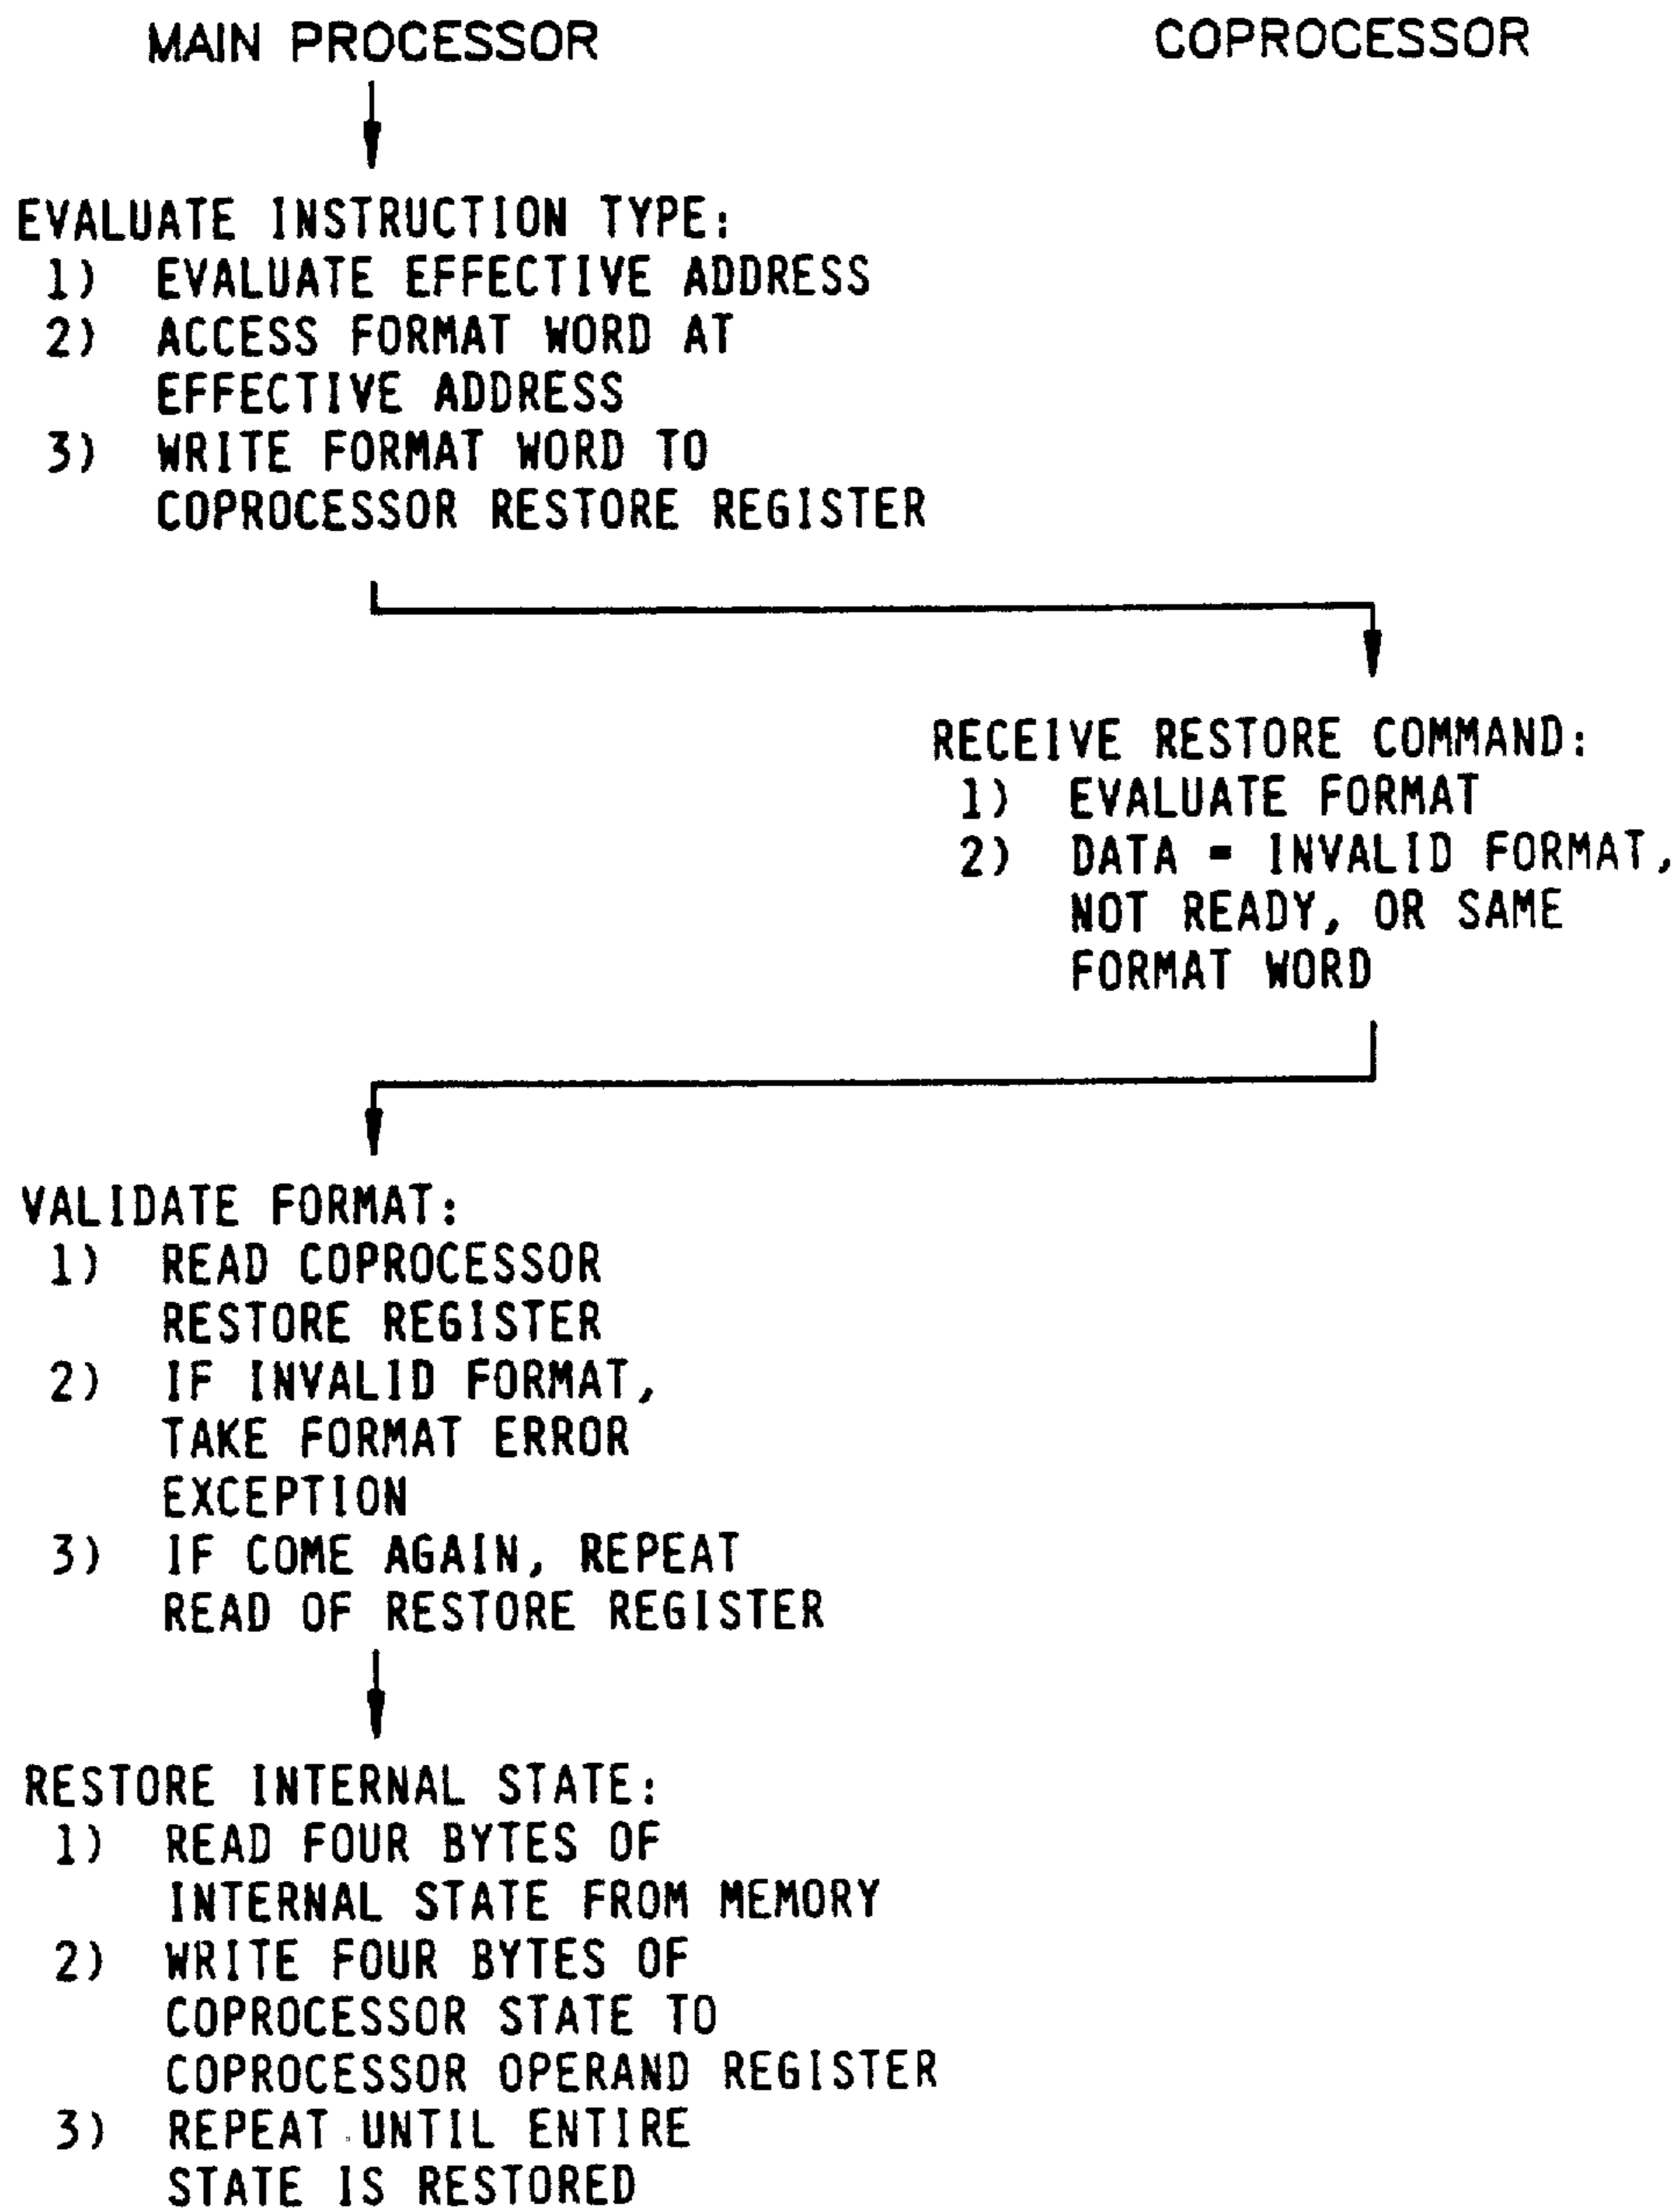 MAIN PROCESSOR
COPROCESSOR
EVALUATE INSTRUCTION TYPE:
1) EVALUATE EFFECTIVE ADDRESS
2) ACCESS FORMAT WORD AT
EFFECTIVE ADDRESS
3) WRITE FORMAT WORD TO
COPROCESSOR RESTORE REGISTER
RECEIVE RESTORE COMMAND:
1) EVALUATE FORMAT
2) DATA = INVALID FORMAT,
NOT READY, OR SAME
FORMAT WORD
VALIDATE FORMAT:
1) READ COPROCESSOR
RESTORE REGISTER
2) IF INVALID FORMAT,
TAKE FORMAT ERROR
EXCEPTION
3) IF COME AGAIN, REPEAT
READ OF RESTORE REGISTER
RESTORE INTERNAL STATE:
1) READ FOUR BYTES OF
INTERNAL STATE FROM MEMORY
2) WRITE FOUR BYTES OF
COPROCESSOR STATE TO
COPROCESSOR OPERAND REGISTER
3) REPEAT UNTIL ENTIRE
STATE IS RESTORED